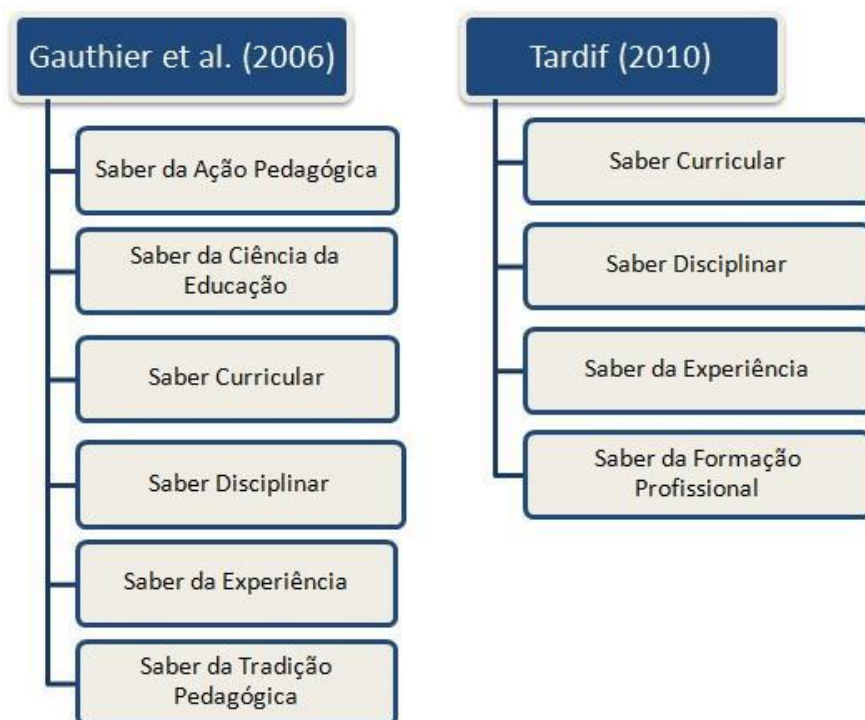 Gauthier et al. (2006)
Saber da Ação Pedagógica
Saber da Ciência da
Educação
Saber Curricular
Saber Disciplinar
Saber da Experiência
Saber da Tradição
Pedagógica
Tardif (2010)
Saber Curricular
Saber Disciplinar
Saber da Experiência
Saber da Formação
Profissional